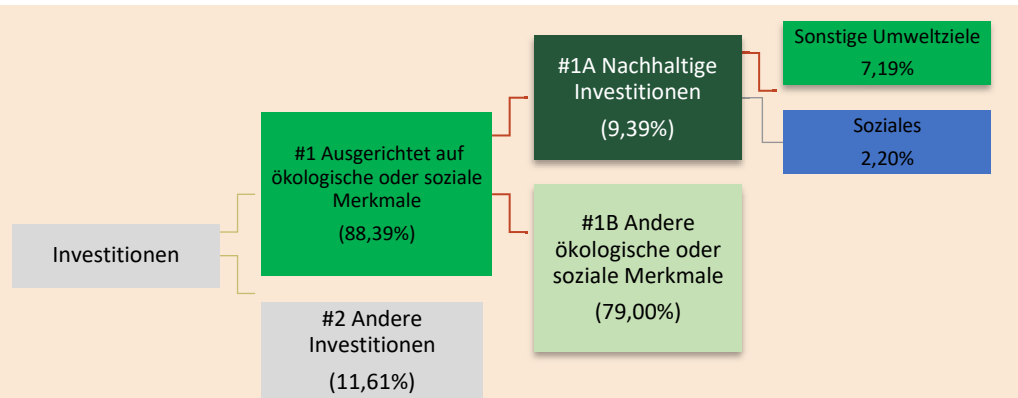 Investitionen
#1 Ausgerichtet auf
ökologische oder soziale
Merkmale
(88,39%)
#2 Andere
Investitionen
(11,61%)
#1A Nachhaltige
Investitionen
(9,39%)
#1B Andere
ökologische oder
soziale Merkmale
(79,00%)
Sonstige Umweltziele
7,19%
Soziales
2,20%